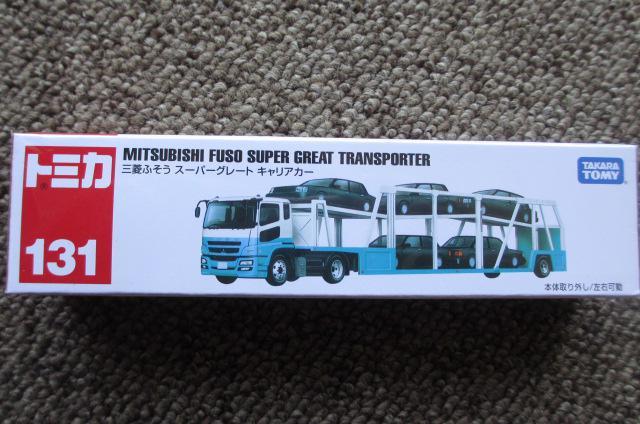 トミカ
131
MITSUBISHI FUSO SUPER GREAT TRANSPORTER
三菱ふそう スーパーグレート キャリアカー
TAKARA
TOMY
本体取り外し/左右可動